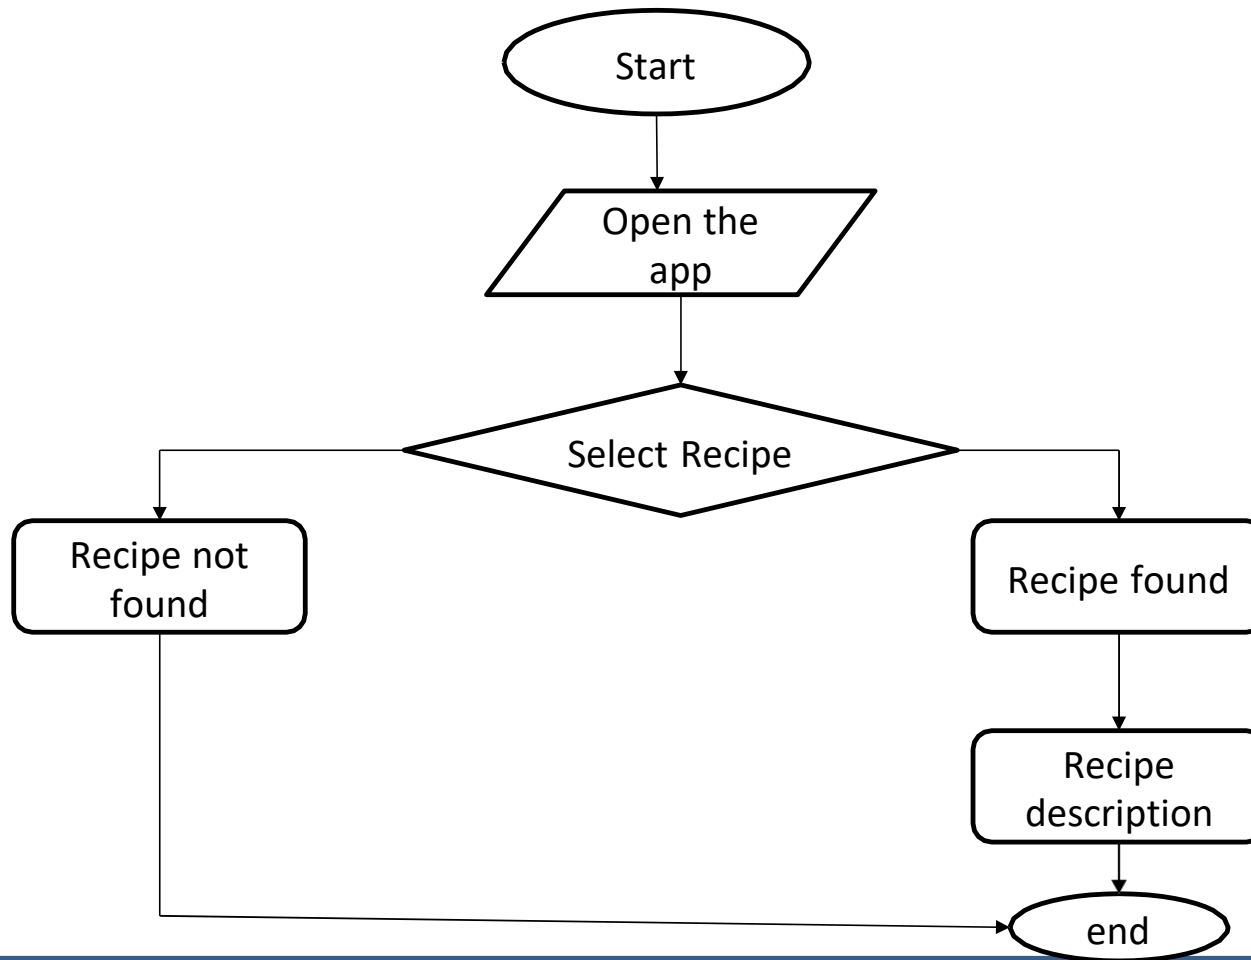 Start
Open the
app
Select Recipe
Recipe not
found
Recipe found
Recipe
description
end